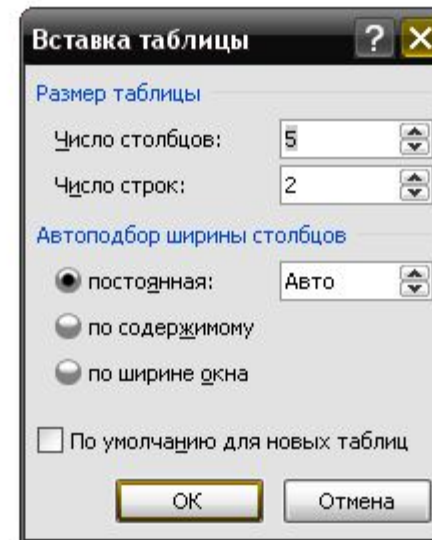 Вставка таблицы ?
Размер таблицы
Число столбцов: 5
Число строк: 2
Автоподбор ширины столбцов
постоянная: Авто
по содержимому
по ширине окна
По умолчанию для новых таблиц
ОК Отмена